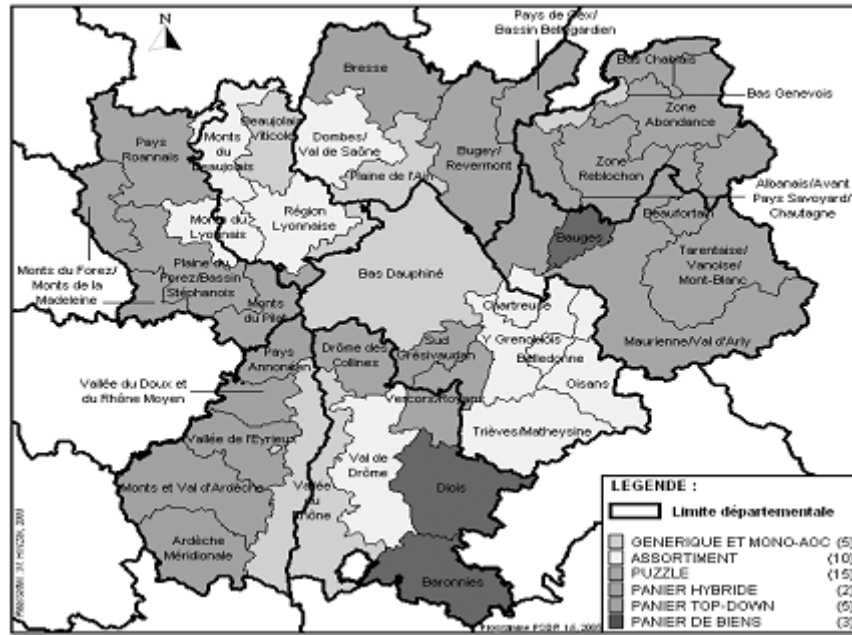 N
Pays de Gex/
Bassin Bellegardien
Bresse
Bas Chablais
Bas Genevois
Zone
Abondance
Pays
Roannais
Monts
du
Beaujolais
Beaujolais
Viticole
Dombes/
Val de Saône
Bugey/
Revermont
Plaine de l'Ain
Zone
Reblochon
Albanais/Avant
Pays Savoyard/
Chautagne
Monts du
Lyonnais
Région
Lyonnaise
Bauges
Beaufortain
Tarentaise/
Vanoise/
Mont-Blanc
Monts du Forez/
Monts de la
Madeleine
Plaine du
Forez/Bassin
Stéphanois
Bas Dauphiné
Monts
du Pilat
Chartreuse
Y Grenoblois
Belledonne
Maurienne/Val d'Arly
Pays
Annonéen
Drôme des
Collines
Sud
Grésivaudan
Oisans
Vallée du Doux et
du Rhône Moyen
Vercors/Royans
Trièves/Matheysine
Vallée de l'Eyrieux
Val de
Drôme
Monts et Val d'Ardèche
Vallée
du
Rhône
Diois
Ardèche
Méridionale
Baronnies
LEGENDE :
Limite départementale
GENERIQUE ET MONO-AOC (5)
ASSORTIMENT (10)
PUZZLE (15)
PANIER HYBRIDE (2)
PANIER TOP-DOWN (5)
PANIER DE BIENS (3)